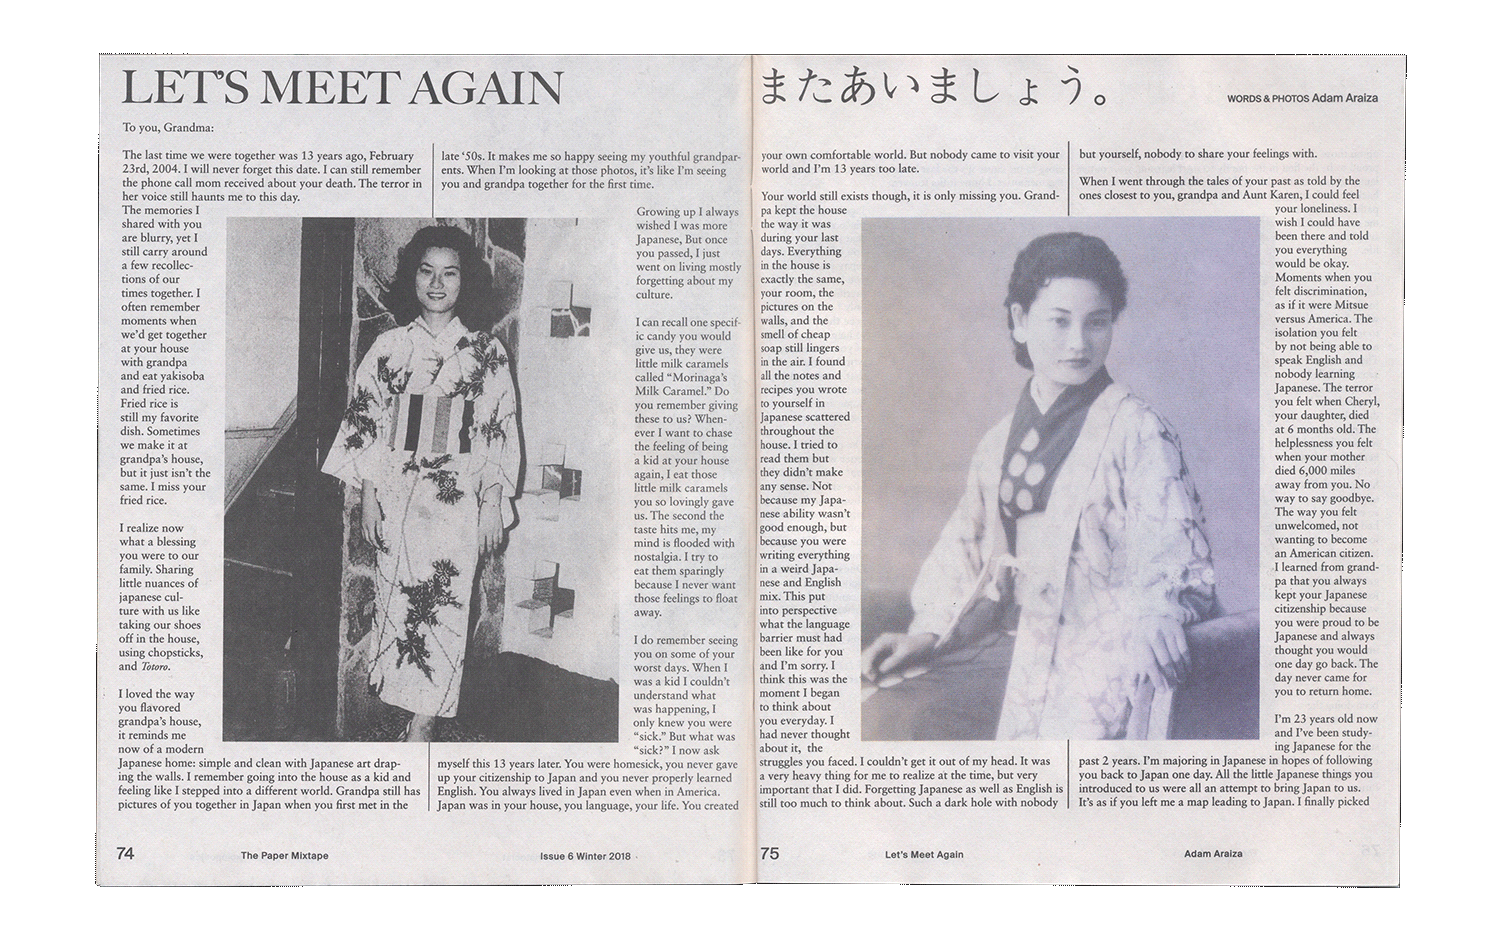 LET'S MEET AGAIN
To you, Grandma:
The last time we were together was 13 years ago, February
23rd, 2004. I will never forget this date. I can still remember
the phone call mom received about your death. The terror in
her voice still haunts me to this day.
The memories I
shared with you
are blurry, yet I
still carry around
a few recollec-
tions of our
times together. I
often remember
moments when
we'd get together
at your house
with grandpa
and eat yakisoba
and fried rice.
Fried rice is
still my favorite
dish. Sometimes
we make it at
grandpa's house,
but it just isn't the
same. I miss your
fried rice.
I realize now
what a blessing
you were to our
family. Sharing
little nuances of
japanese cul-
ture with us like
taking our shoes
off in the house,
using chopsticks,
and Totoro.
I loved the way
you flavored
grandpa's house,
it reminds me
now of a modern
Japanese home: simple and clean with Japanese art drap-
ing the walls. I remember going into the house as a kid and
feeling like I stepped into a different world. Grandpa still has
pictures of you together in Japan when you first met in the
late '50s. It makes me so happy seeing my youthful grandpar-
ents. When I'm looking at those photos, it's like I'm seeing
you and grandpa together for the first time.
Growing up I always
wished I was more
Japanese, But once
you passed, I just
went on living mostly
forgetting about my
culture.
I can recall one specif-
ic candy you would
give us, they were
little milk caramels
called "Morinaga's
Milk Caramel." Do
you remember giving
these to us? When-
ever I want to chase
the feeling of being
a kid at your house
again, I eat those
little milk caramels
you so lovingly gave
us. The second the
taste hits me, my
mind is flooded with
nostalgia. I try to
eat them sparingly
because I never want
those feelings to float
away.
I do remember seeing
you on some of your
worst days. When I
was a kid I couldn't
understand what
was happening, I
only knew you were
"sick." But what was
"sick?" I now ask
myself this 13 years later. You were homesick, you never gave
up your citizenship to Japan and you never properly learned
English. You always lived in Japan even when in America.
Japan was in your house, you language, your life. You created
74
The Paper Mixtape
Issue 6 Winter 2018
またあいましょう。
WORDS & PHOTOS Adam Araiza
your own comfortable world. But nobody came to visit your
world and I'm 13 years too late.
Your world still exists though, it is only missing you. Grand-
pa kept the house
the way it was
during your last
days. Everything
in the house is
exactly the same,
your room, the
pictures on the
walls, and the
smell of cheap
soap still lingers
in the air. I found
all the notes and
recipes you wrote
to yourself in
Japanese scattered
throughout the
house. I tried to
read them but
they didn't make
any sense. Not
because my Japa-
nese ability wasn't
good enough, but
because you were
writing everything
in a weird Japa-
nese and English
mix. This put
into perspective
what the language
barrier must had
been like for you
and I'm sorry. I
think this was the
moment I began
to think about
you everyday. I
had never thought
about it, the
struggles you faced. I couldn't get it out of my head. It was
a very heavy thing for me to realize at the time, but very
important that I did. Forgetting Japanese as well as English is
still too much to think about. Such a dark hole with nobody
but yourself, nobody to share your feelings with.
When I went through the tales of your past as told by the
ones closest to you, grandpa and Aunt Karen, I could feel
your loneliness. I
wish I could have
been there and told
you everything
would be okay.
Moments when you
felt discrimination,
as if it were Mitsue
versus America. The
isolation you felt
by not being able to
speak English and
nobody learning
Japanese. The terror
you felt when Cheryl,
your daughter, died
at 6 months old. The
helplessness you felt
when your mother
died 6,000 miles
away from you. No
way to say goodbye.
The way you felt
unwelcomed, not
wanting to become
an American citizen.
I learned from grand-
pa that you always
kept your Japanese
citizenship because
you were proud to be
Japanese and always
thought you would
one day go back. The
day never came for
you to return home.
I'm 23 years old now
and I've been study-
ing Japanese for the
past 2 years. I'm majoring in Japanese in hopes of following
you back to Japan one day. All the little Japanese things you
introduced to us were all an attempt to bring Japan to us.
It's as if you left me a map leading to Japan. I finally picked
75
Let's Meet Again
Adam Araiza